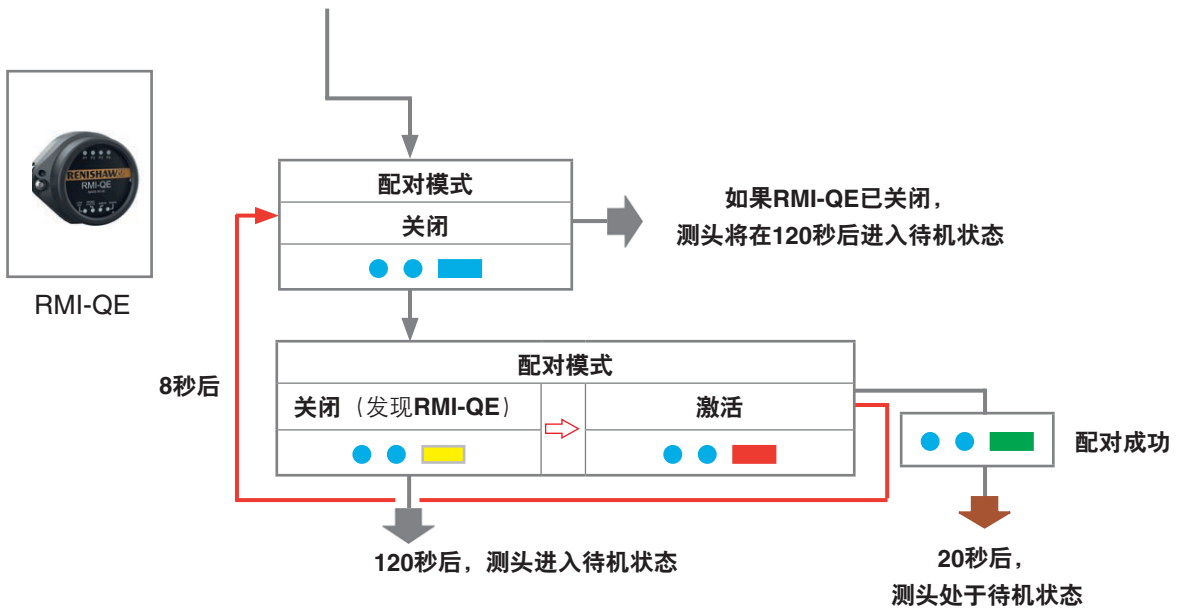 RENISHAW
RMI-QE
RMI-QE
配对模式
关闭
如果RMI-QE已关闭，
测头将在120秒后进入待机状态
8秒后
配对模式
关闭（发现RMI-QE）
激活
配对成功
120秒后，测头进入待机状态
20秒后，
测头处于待机状态